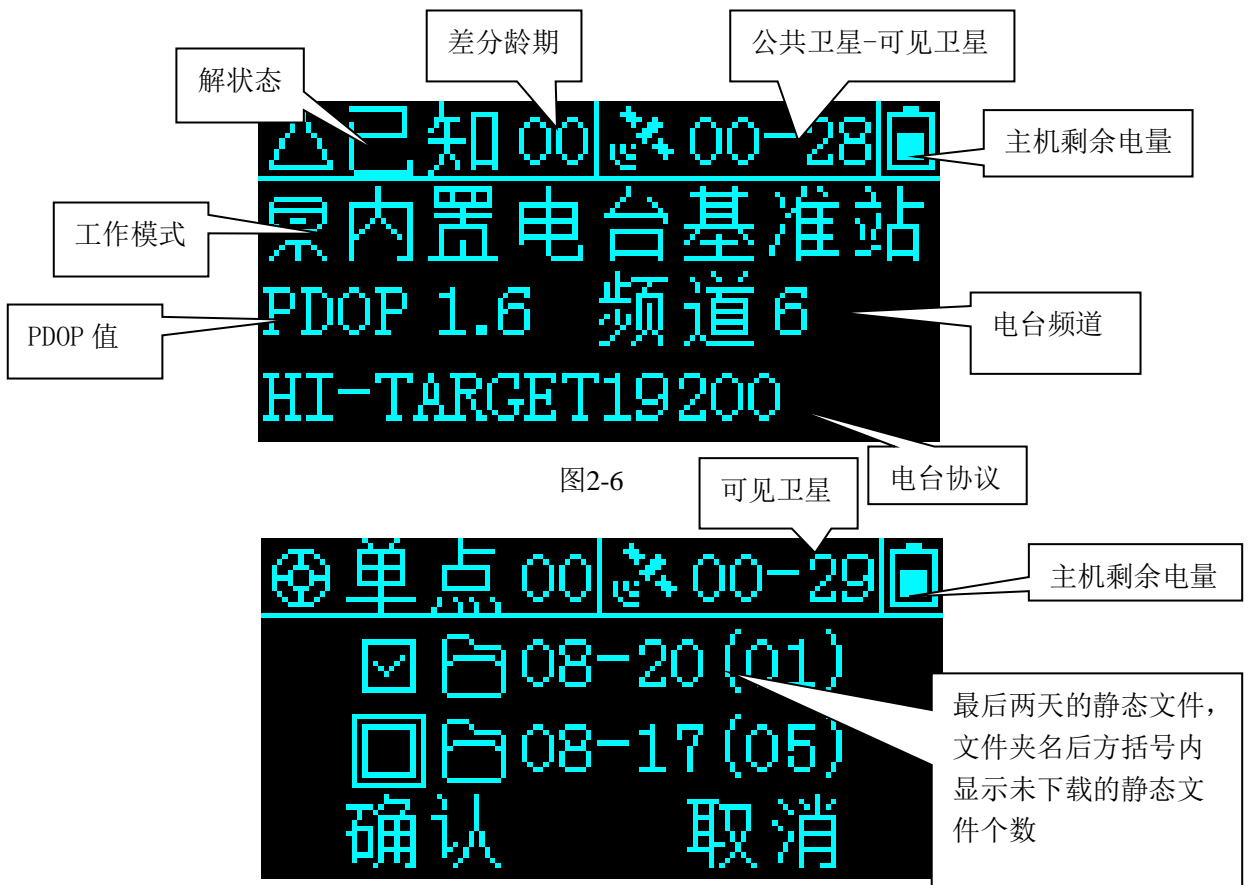 差分龄期
公共卫星-可见卫星
解状态
已知 00 00-28
主机剩余电量
工作模式
内置电台基准站
PDOP 值
PDOP 1.6 频道6
电台频道
HI-TARGET19200
电台协议
图2-6
可见卫星
单点 00 00-29
主机剩余电量
08-20(01)
08-17(05)
最后两天的静态文件，
文件夹名后方括号内
显示未下载的静态文
件个数
确认 取消